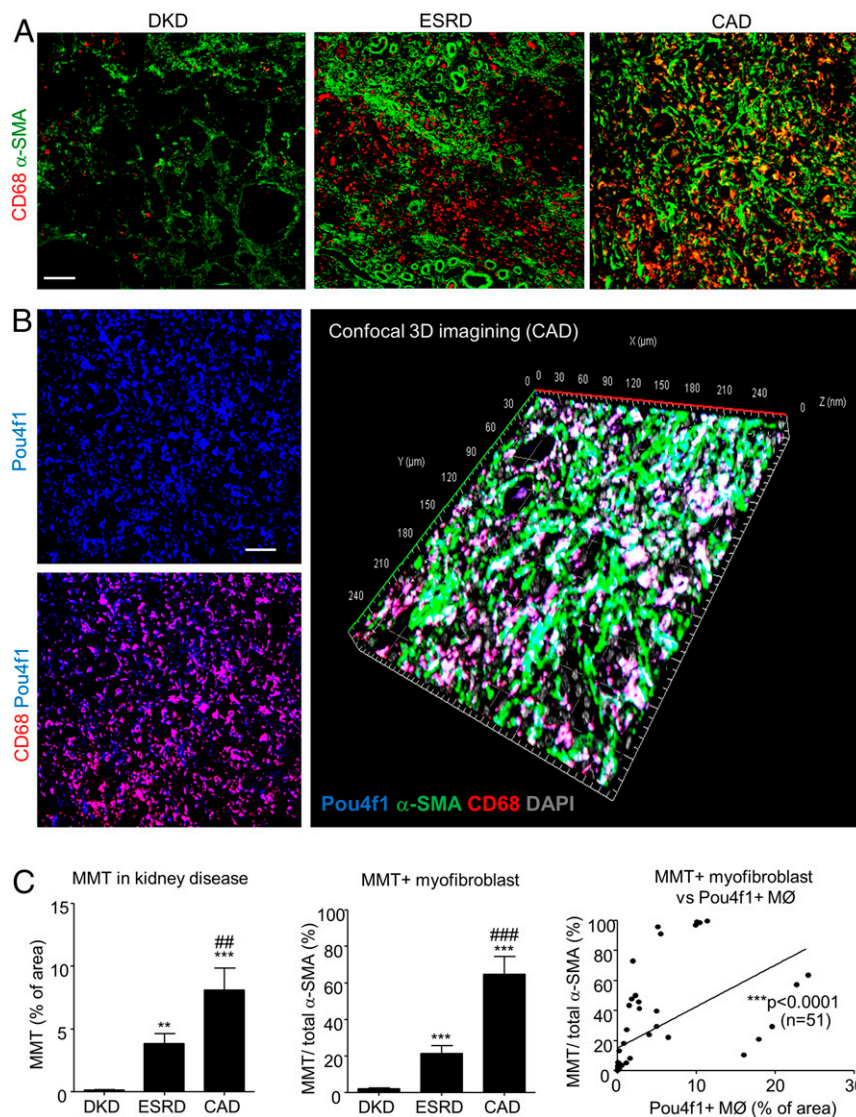 A
DKD
ESRD
CAD
CD68 α-SMA
B
Pou4f1
CD68 Pou4f1
Confocal 3D imagining (CAD)
X (µm)
0 30 60 90 120 150 180 210 240
0
Z (nm)
Y (µm)
0
30
60
90
120
150
180
210
240
Pou4f1 α-SMA CD68 DAPI
C
MMT in kidney disease
MMT (% of area)
15
10
5
0
**
##
***
DKD ESRD CAD
MMT+ myofibroblast
MMT/ total α-SMA (%)
100
80
60
40
20
0
***
###
***
DKD ESRD CAD
MMT+ myofibroblast
vs Pou4f1+ MØ
MMT/ total α-SMA (%)
100
80
60
40
20
0
***p<0.0001
(n=51)
0 10 20 30
Pou4f1+ MØ (% of area)